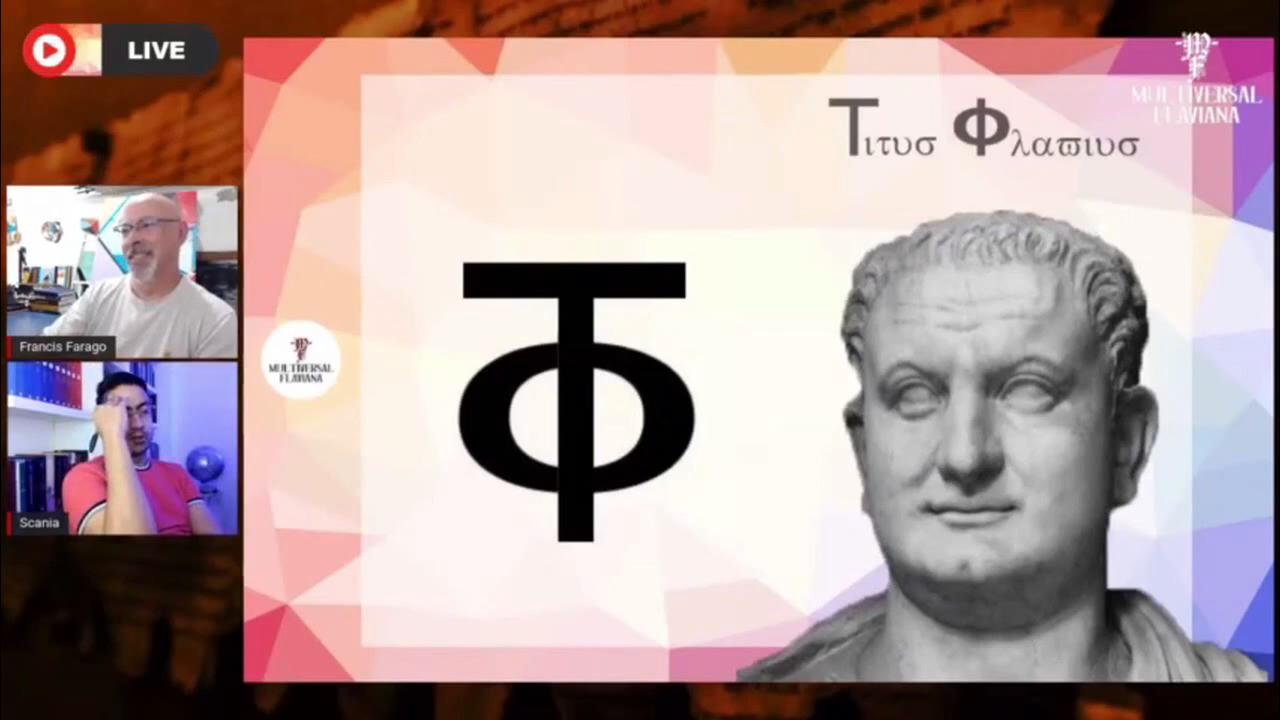 LIVE
MULTIVERSAL
FLAVIANA
Τιτυσ Φλαϖιυσ
Francis Farago
MULTIVERSAL
FLAVIANA
Scania